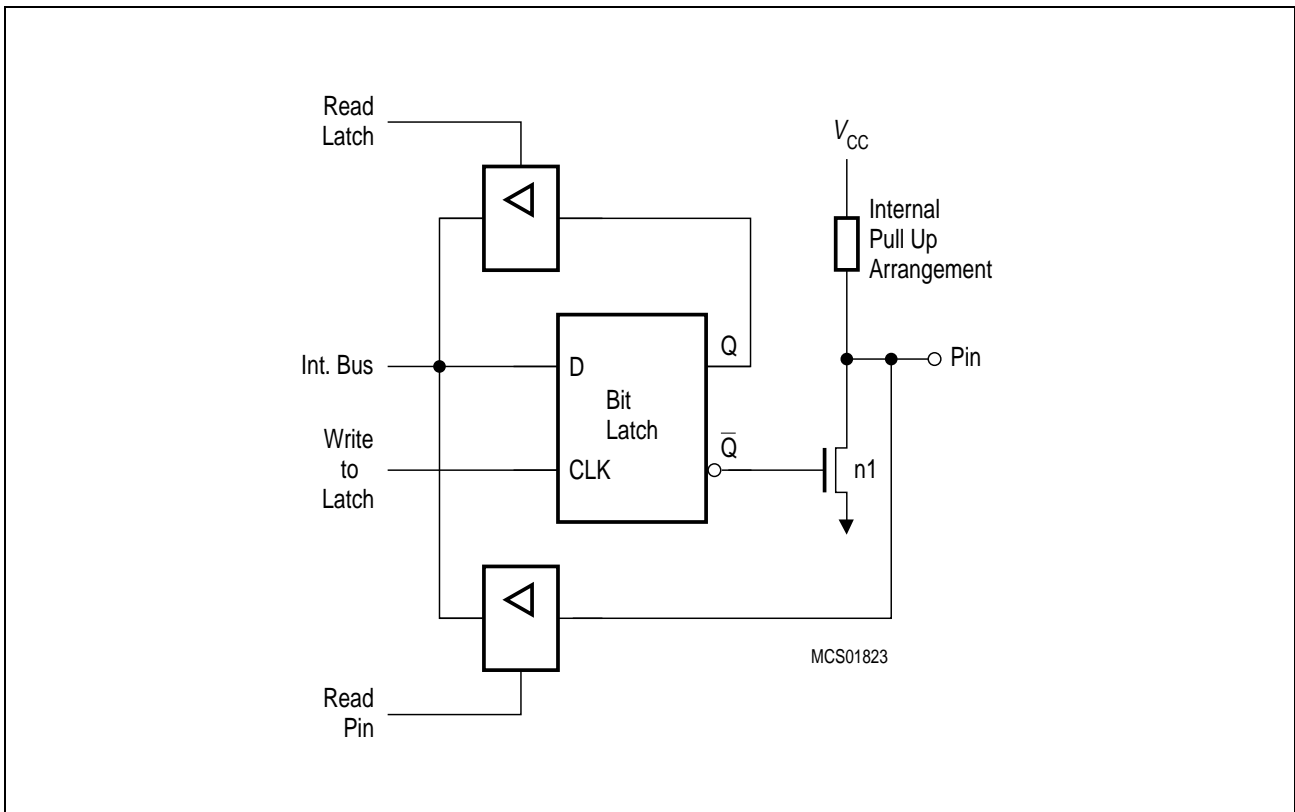 Read
Latch
V_CC
Internal
Pull Up
Arrangement
Q
Int. Bus
D
Pin
Bit
Latch
Write
to
Latch
Q̅
CLK
n1
MCS01823
Read
Pin